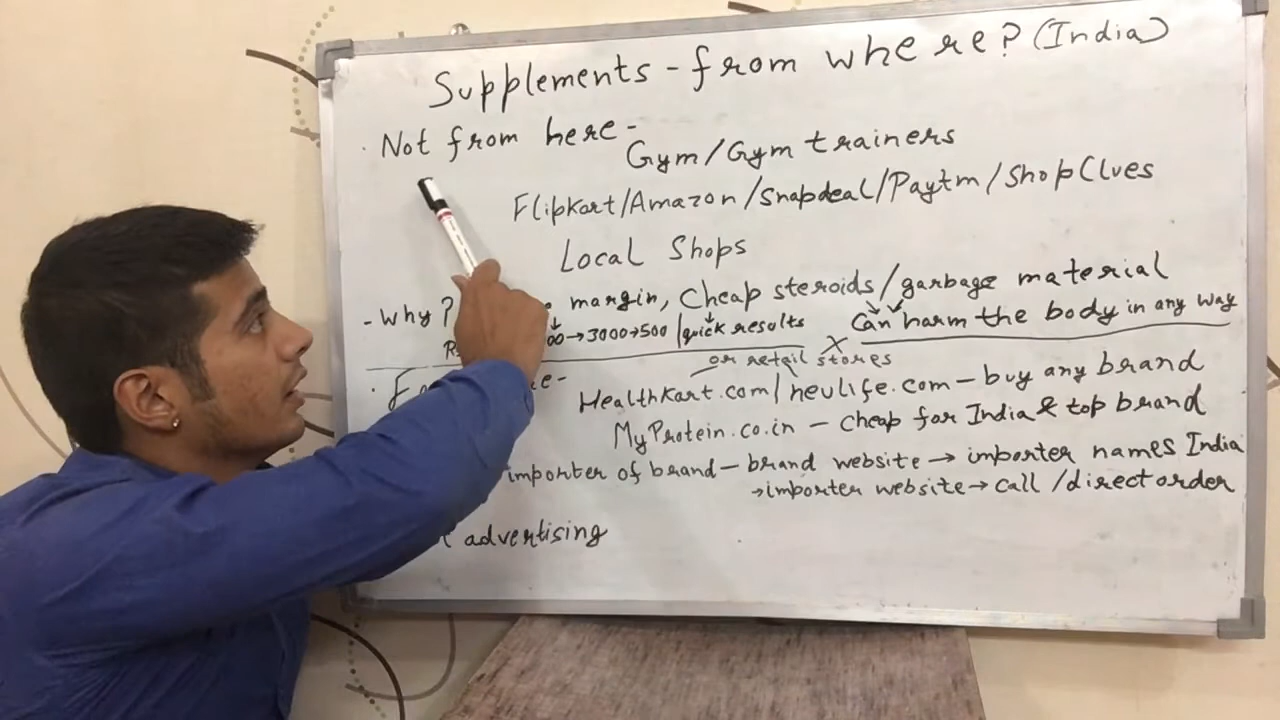 Supplements - from where? (India)
Not from here -
Gym/Gym trainers
Flipkart/Amazon/Snapdeal/Paytm/ShopClues
Local Shops
- Why? margin, cheap steroids/garbage material
00→3000→500 | quick results can harm the body in any way
or retail stores X
HealthKart.com/neulife.com - buy any brand
MyProtein.co.in - cheap for India & top brand
importer of brand - brand website → importer names India
→ importer website → call/direct order
advertising